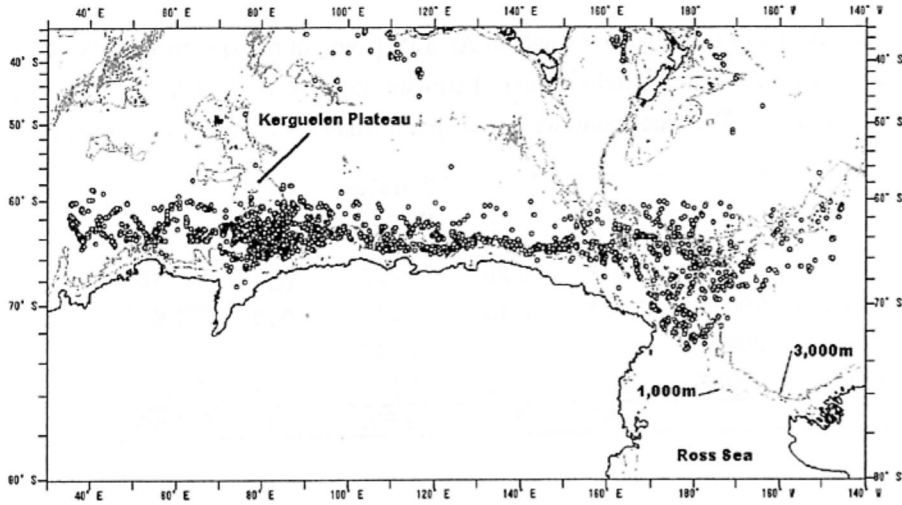 40° E 60° E 80° E 100° E 120° E 140° E 160° E 180° E 160° W 140° W
40° S 40° S
50° S Kerguelen Plateau 50° S
60° S 60° S
70° S 70° S
3,000m
1,000m
Ross Sea
80° S 80° S
40° E 60° E 80° E 100° E 120° E 140° E 160° E 180° E 160° W 140° W